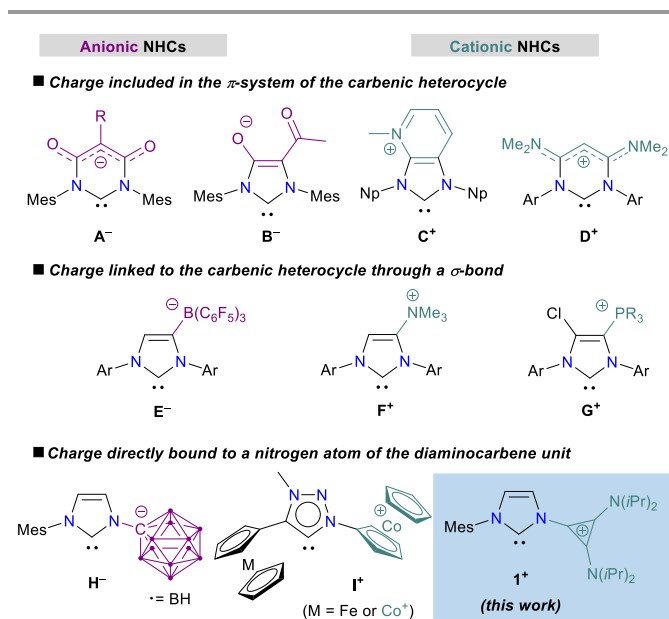 Anionic NHCs
Cationic NHCs
■ Charge included in the π-system of the carbenic heterocycle
R
O
O
⊖
N
N
Mes
Mes
A⁻
⊖
O
O
N
N
Mes
Mes
B⁻
N
⊕
N
N
Np
Np
C⁺
Me₂N
NMe₂
⊕
N
N
Ar
Ar
D⁺
■ Charge linked to the carbenic heterocycle through a σ-bond
⊖
B(C₆F₅)₃
N
N
Ar
Ar
E⁻
⊕
NMe₃
N
N
Ar
Ar
F⁺
Cl
⊕
PR₃
N
N
Ar
Ar
G⁺
■ Charge directly bound to a nitrogen atom of the diaminocarbene unit
N
N
Mes
⊖
C
H⁻
• = BH
N
N
N
⊕
Co
M
I⁺
(M = Fe or Co⁺)
N(iPr)₂
N
N
Mes
⊕
N(iPr)₂
1⁺
(this work)